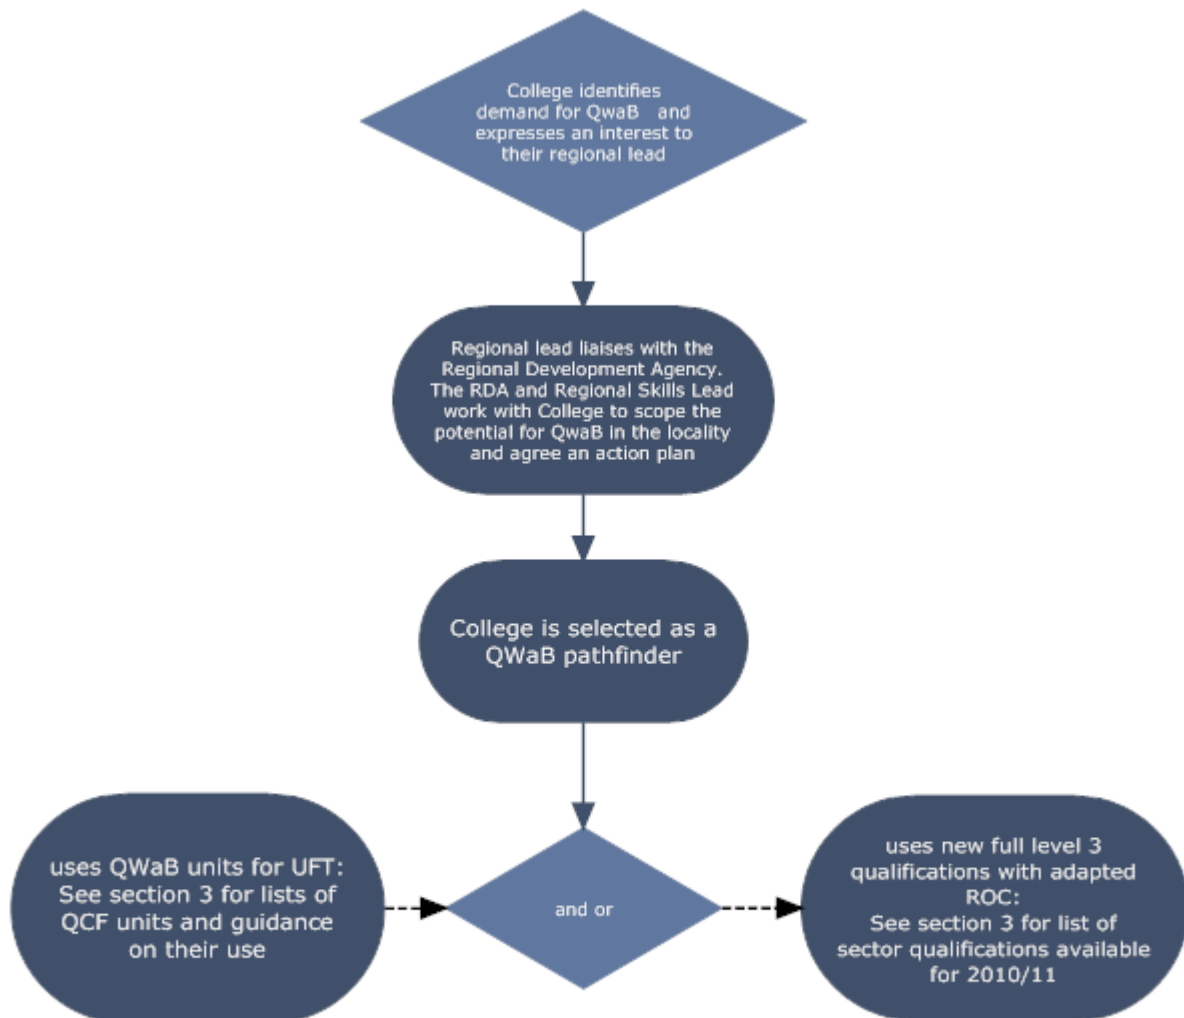 College identifies
demand for QwaB and
expresses an interest to
their regional lead
Regional lead liaises with the
Regional Development Agency.
The RDA and Regional Skills Lead
work with College to scope the
potential for QwaB in the locality
and agree an action plan
College is selected as a
QWaB pathfinder
uses QWaB units for UFT:
See section 3 for lists of
QCF units and guidance
on their use
and or
uses new full level 3
qualifications with adapted
ROC:
See section 3 for list of
sector qualifications available
for 2010/11